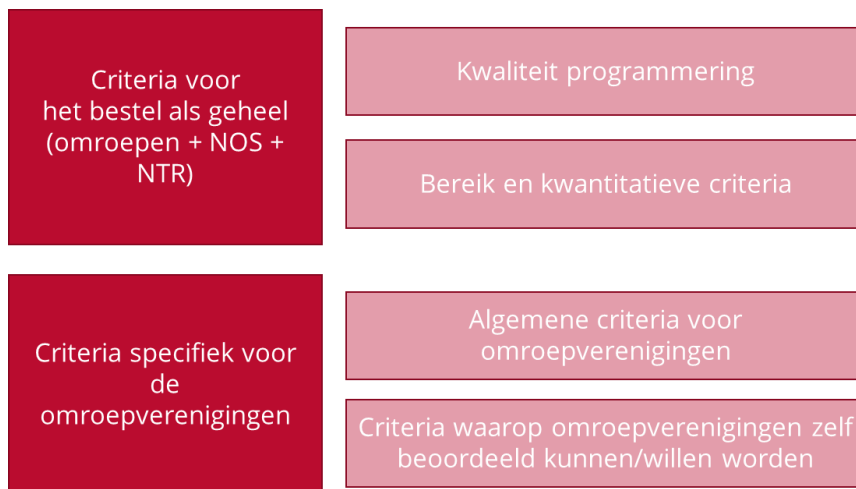 Criteria voor
het bestel als geheel
(omroepen + NOS +
NTR)
Kwaliteit programmering
Bereik en kwantitatieve criteria
Criteria specifiek voor
de
omroepverenigingen
Algemene criteria voor
omroepverenigingen
Criteria waarop omroepverenigingen zelf
beoordeeld kunnen/willen worden